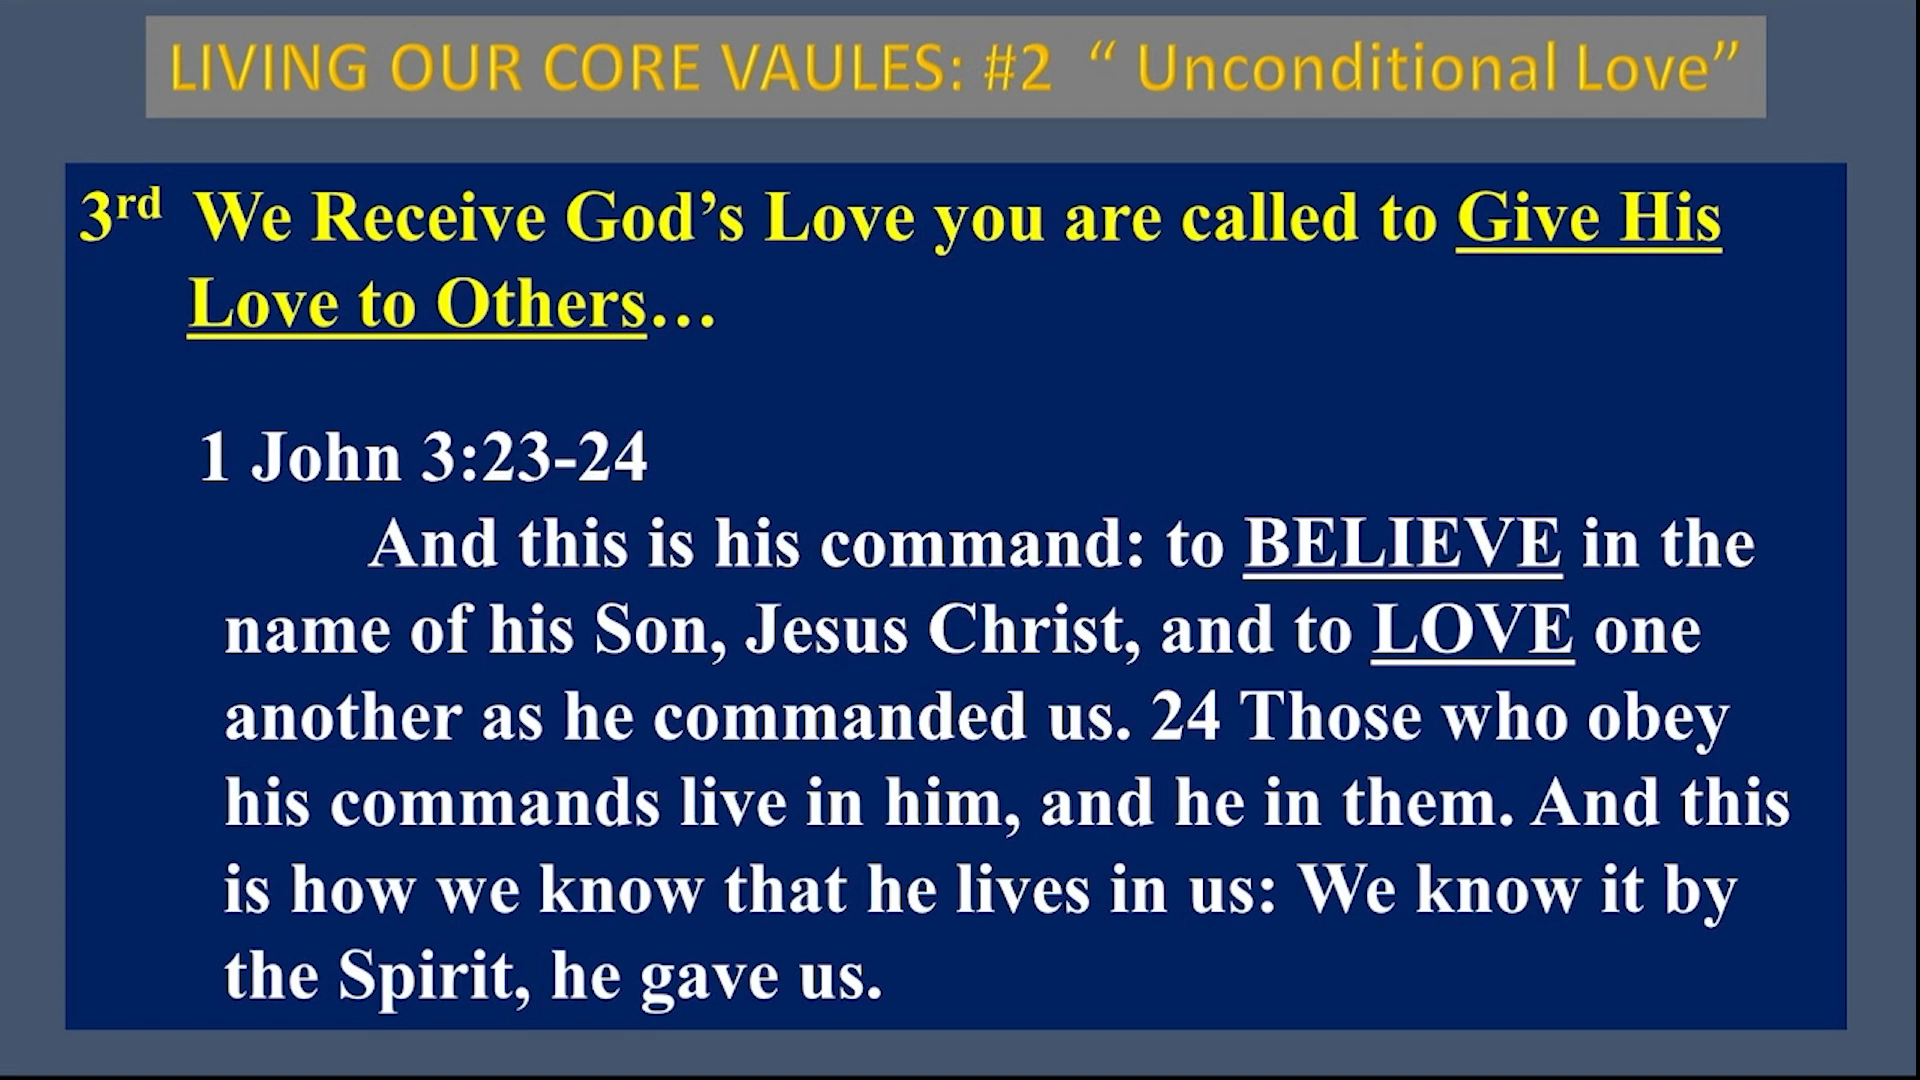 LIVING OUR CORE VAULES: #2 “ Unconditional Love”
3rd We Receive God’s Love you are called to Give His
Love to Others…
1 John 3:23-24
And this is his command: to BELIEVE in the
name of his Son, Jesus Christ, and to LOVE one
another as he commanded us. 24 Those who obey
his commands live in him, and he in them. And this
is how we know that he lives in us: We know it by
the Spirit, he gave us.